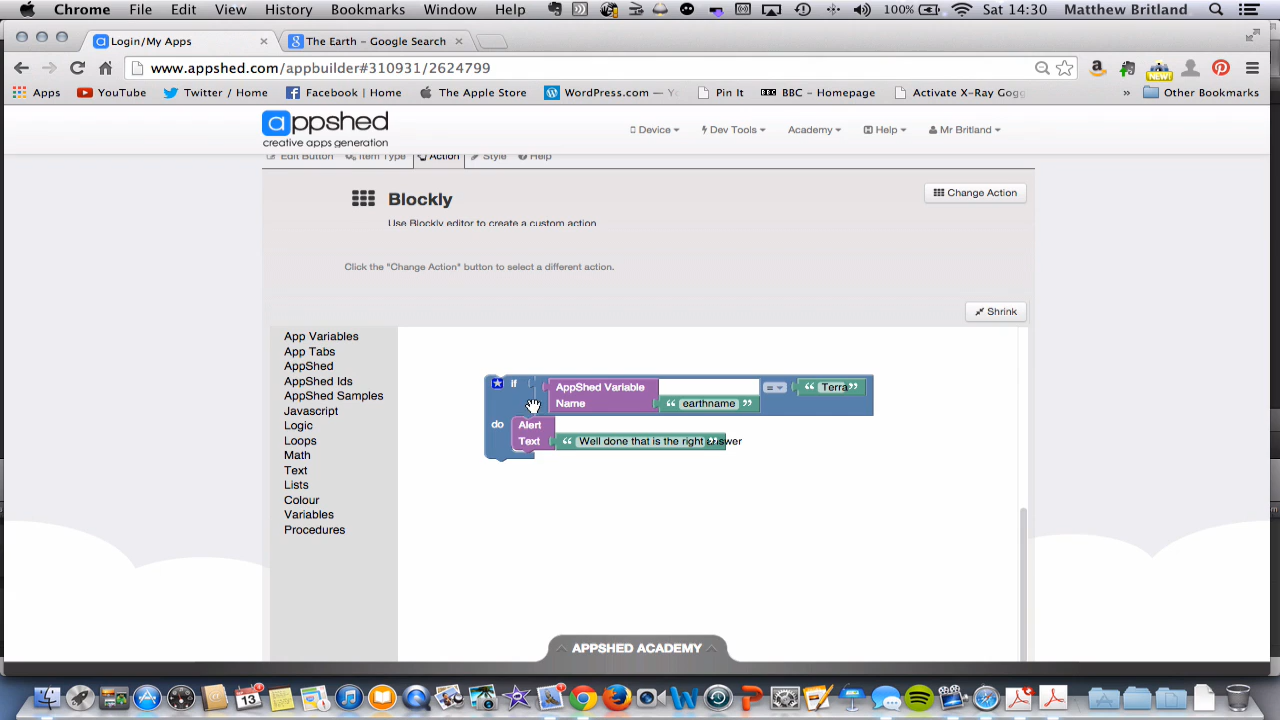 Chrome File Edit View History Bookmarks Window Help 100% Sat 14:30 Matthew Britland
Login/My Apps × The Earth – Google Search ×
www.appshed.com/appbuilder#310931/2624799
Apps YouTube Twitter / Home Facebook | Home The Apple Store WordPress.com — Y Pin It BBC - Homepage Activate X-Ray Gogg » Other Bookmarks
NEW!
appshed
creative apps generation
Device Dev Tools Academy Help Mr Britland
Edit Button Item Type Action Style Help
Blockly
Change Action
Use Blockly editor to create a custom action
Click the "Change Action" button to select a different action.
Shrink
App Variables
App Tabs
AppShed
AppShed Ids
AppShed Samples
Javascript
Logic
Loops
Math
Text
Lists
Colour
Variables
Procedures
if AppShed Variable = “ Terra ”
Name “ earthname ”
do Alert
Text “ Well done that is the right answer
APPSHED ACADEMY